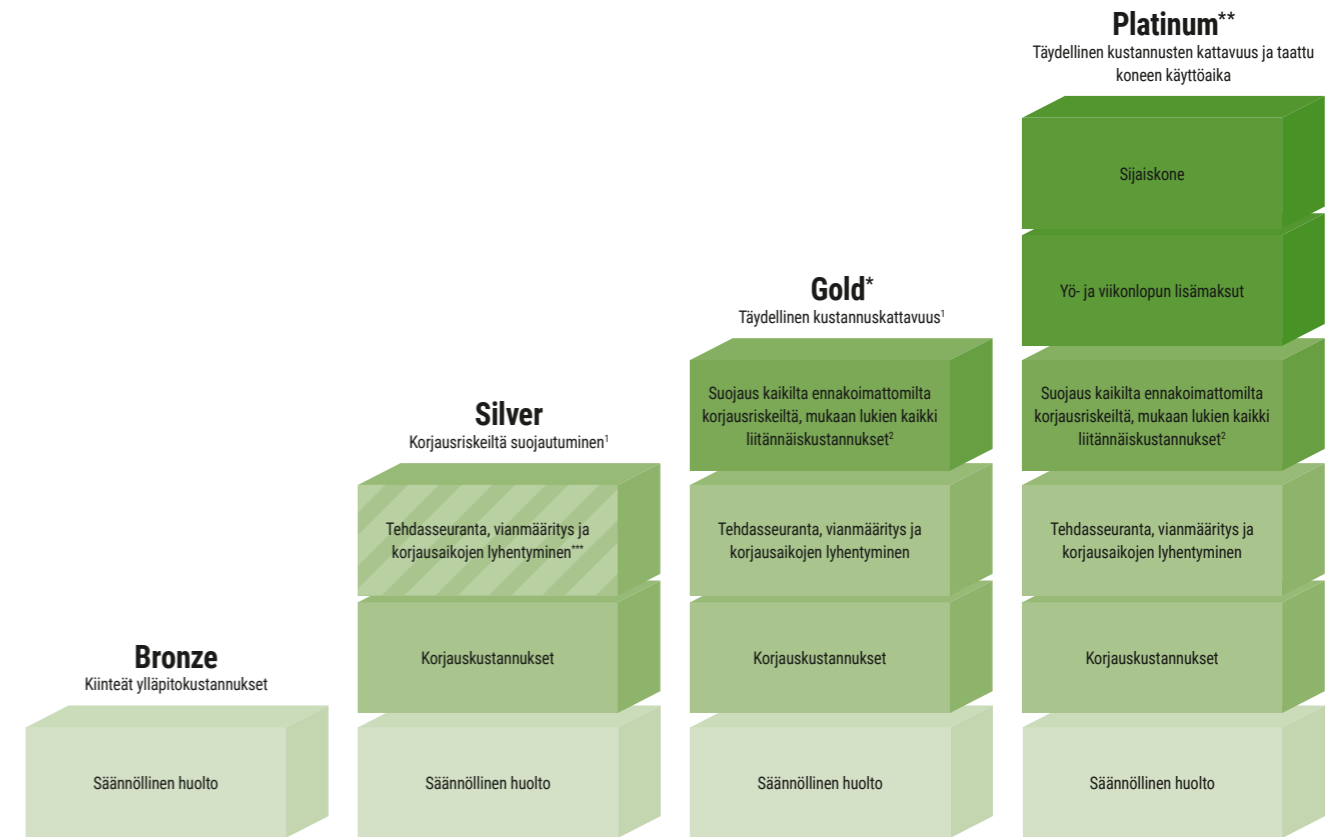 Platinum**
Täydellinen kustannusten kattavuus ja taattu
koneen käyttöaika
Sijaiskone
Yö- ja viikonlopun lisämaksut
Suojaus kaikilta ennakoimattomilta
korjausriskeiltä, mukaan lukien kaikki
liitännäiskustannukset²
Tehdasseuranta, vianmääritys ja
korjausaikojen lyhentyminen
Korjauskustannukset
Säännöllinen huolto
Gold*
Täydellinen kustannuskattavuus¹
Suojaus kaikilta ennakoimattomilta
korjausriskeiltä, mukaan lukien kaikki
liitännäiskustannukset²
Tehdasseuranta, vianmääritys ja
korjausaikojen lyhentyminen
Korjauskustannukset
Säännöllinen huolto
Silver
Korjausriskeiltä suojautuminen¹
Tehdasseuranta, vianmääritys ja
korjausaikojen lyhentyminen***
Korjauskustannukset
Säännöllinen huolto
Bronze
Kiinteät ylläpitokustannukset
Säännöllinen huolto